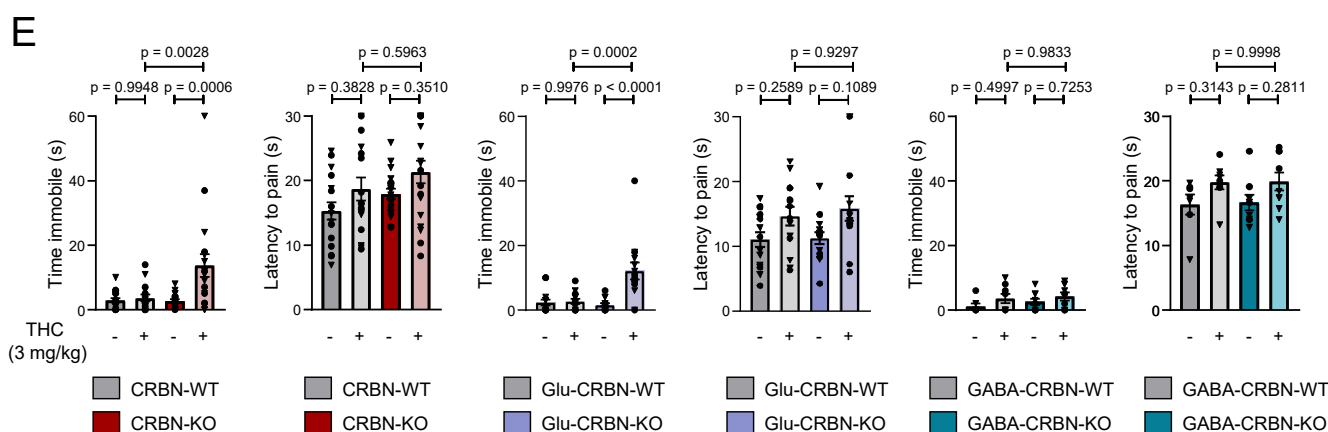 E
p = 0.0028 p = 0.5963 p = 0.0002 p = 0.9297 p = 0.9833 p = 0.9998
p = 0.9948 p = 0.0006 p = 0.3828 p = 0.3510 p = 0.9976 p < 0.0001 p = 0.2589 p = 0.1089 p = 0.4997 p = 0.7253 p = 0.3143 p = 0.2811
Time immobile (s) 60 40 20 0
Latency to pain (s) 30 20 10 0
Time immobile (s) 60 40 20 0
Latency to pain (s) 30 20 10 0
Time immobile (s) 60 40 20 0
Latency to pain (s) 30 20 10 0
THC - + - + - + - + - + - + - + - + - + - + - + - +
(3 mg/kg)
CRBN-WT CRBN-WT Glu-CRBN-WT Glu-CRBN-WT GABA-CRBN-WT GABA-CRBN-WT
CRBN-KO CRBN-KO Glu-CRBN-KO Glu-CRBN-KO GABA-CRBN-KO GABA-CRBN-KO